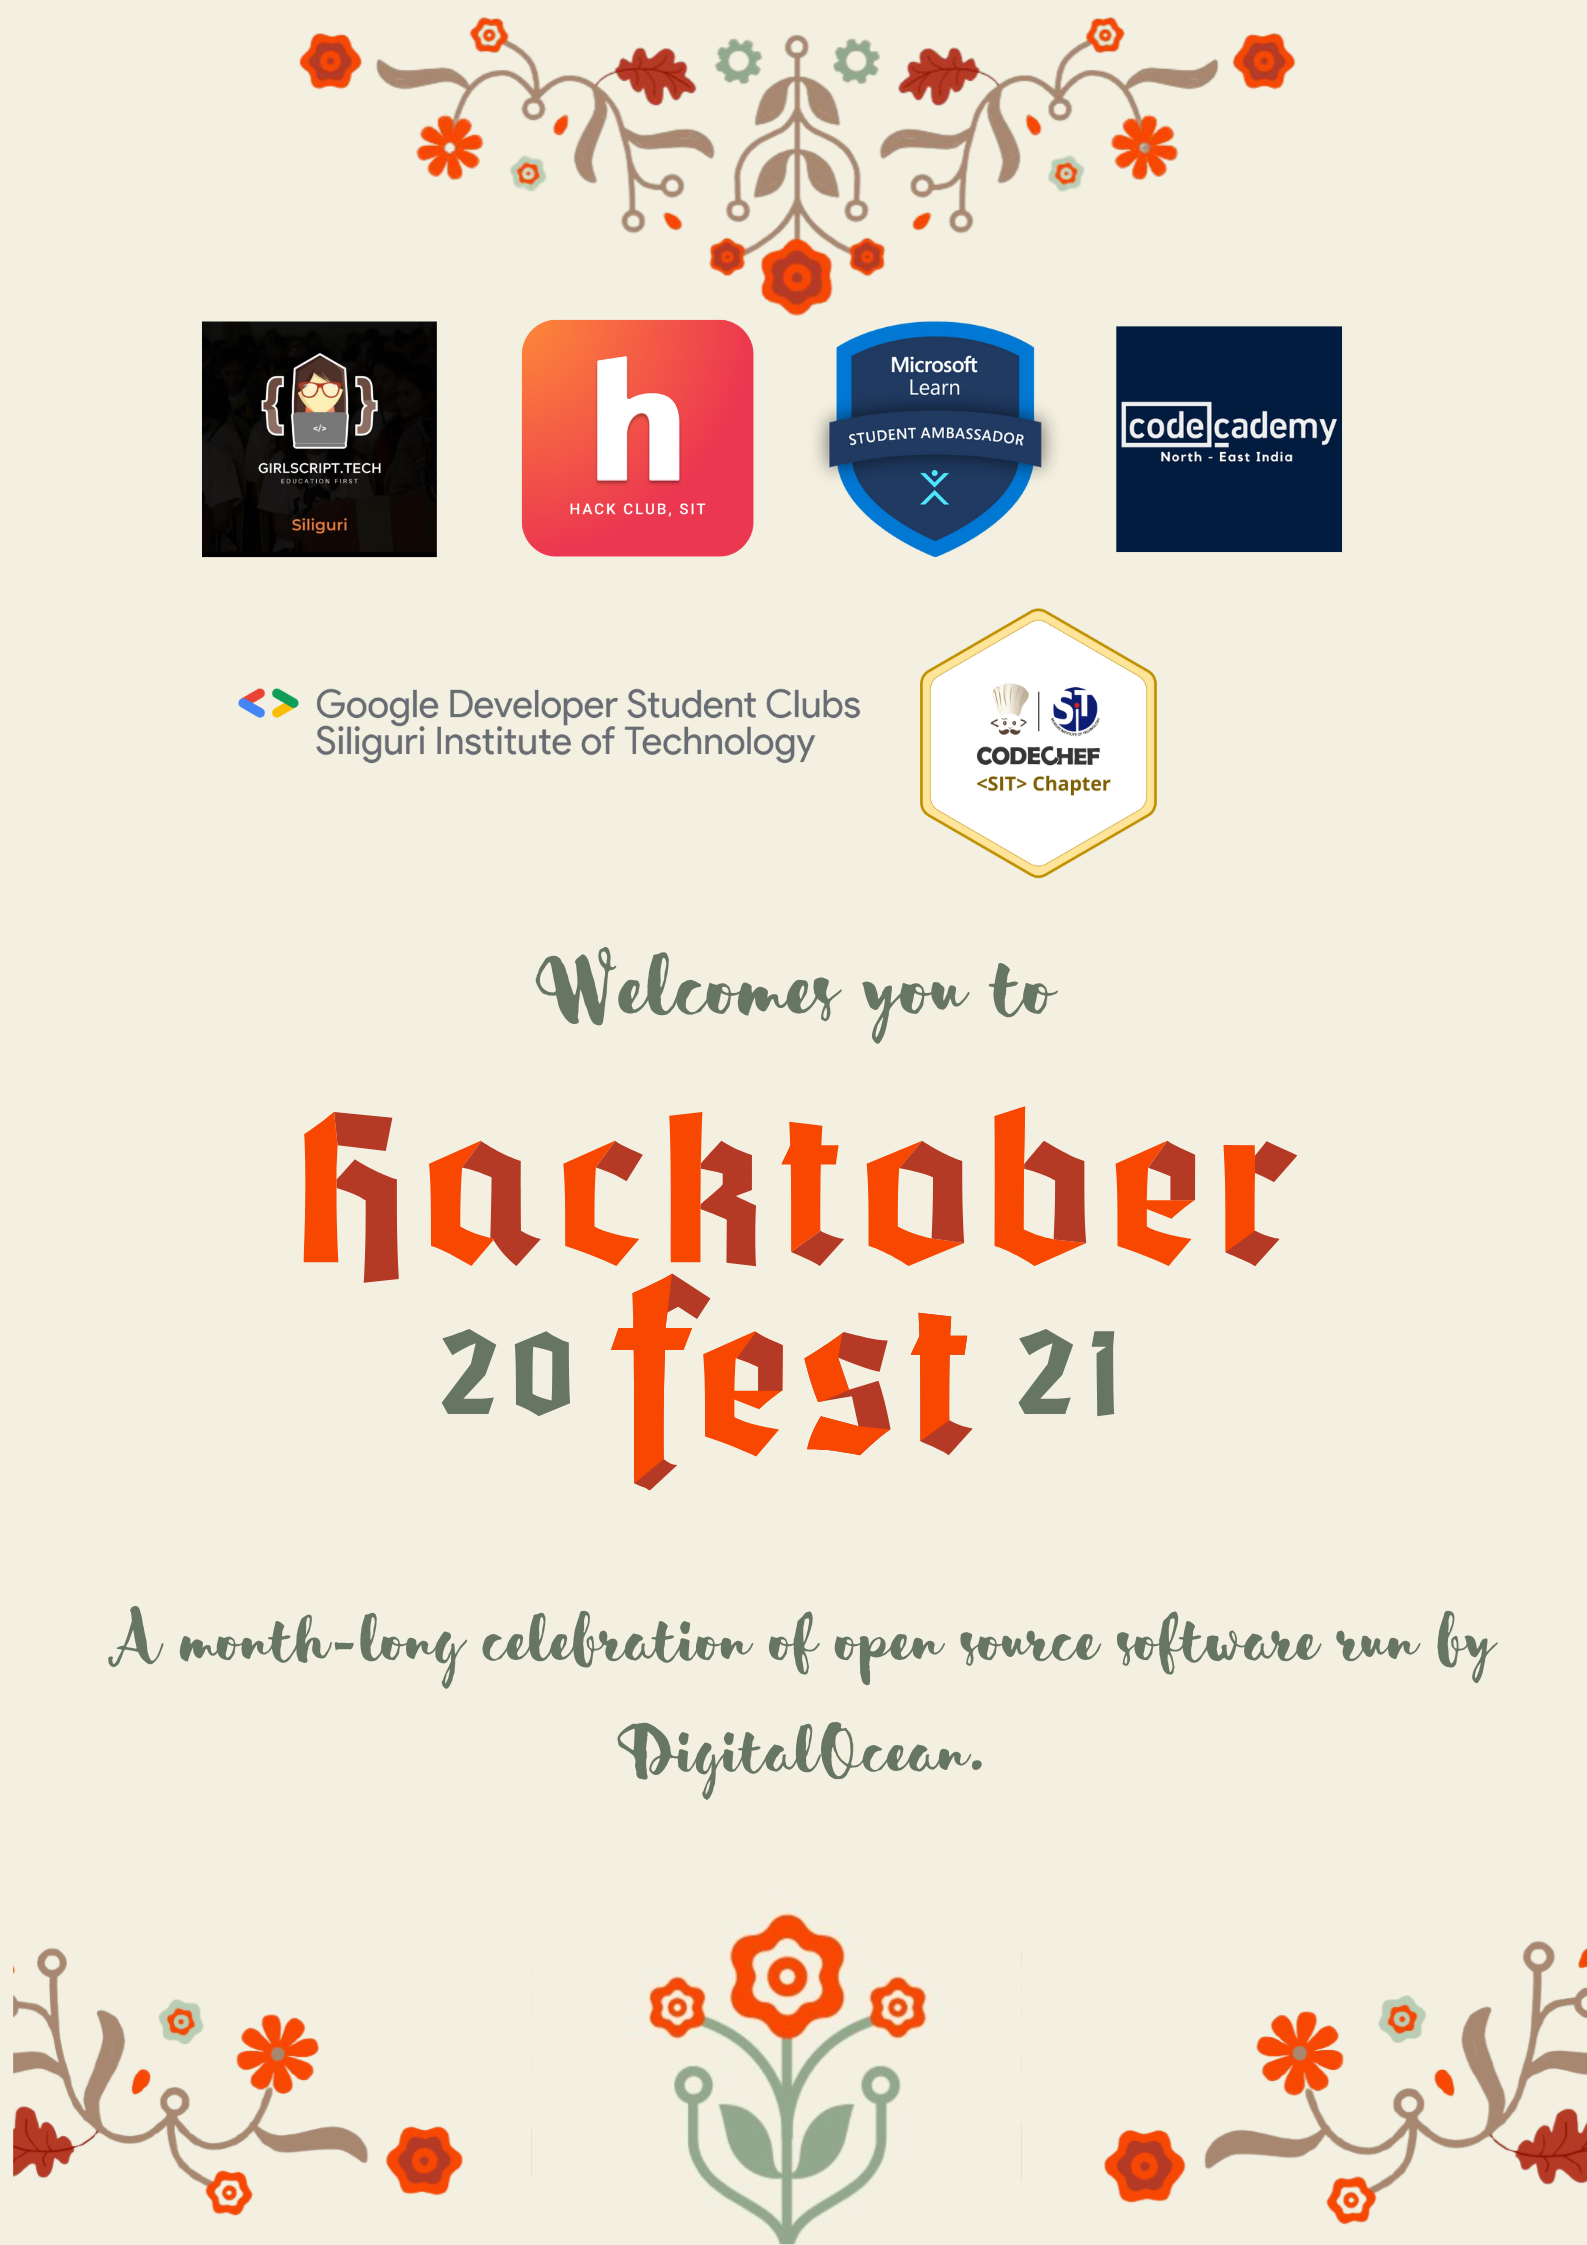 </>
GIRLSCRIPT.TECH
EDUCATION FIRST
Siliguri
h
HACK CLUB, SIT
Microsoft
Learn
STUDENT AMBASSADOR
codecademy
North - East India
Google Developer Student Clubs
Siliguri Institute of Technology
SiT
CODECHEF
<SIT> Chapter
Welcomes you to
hacktober
20 fest 21
A month-long celebration of open source software run by
DigitalOcean.